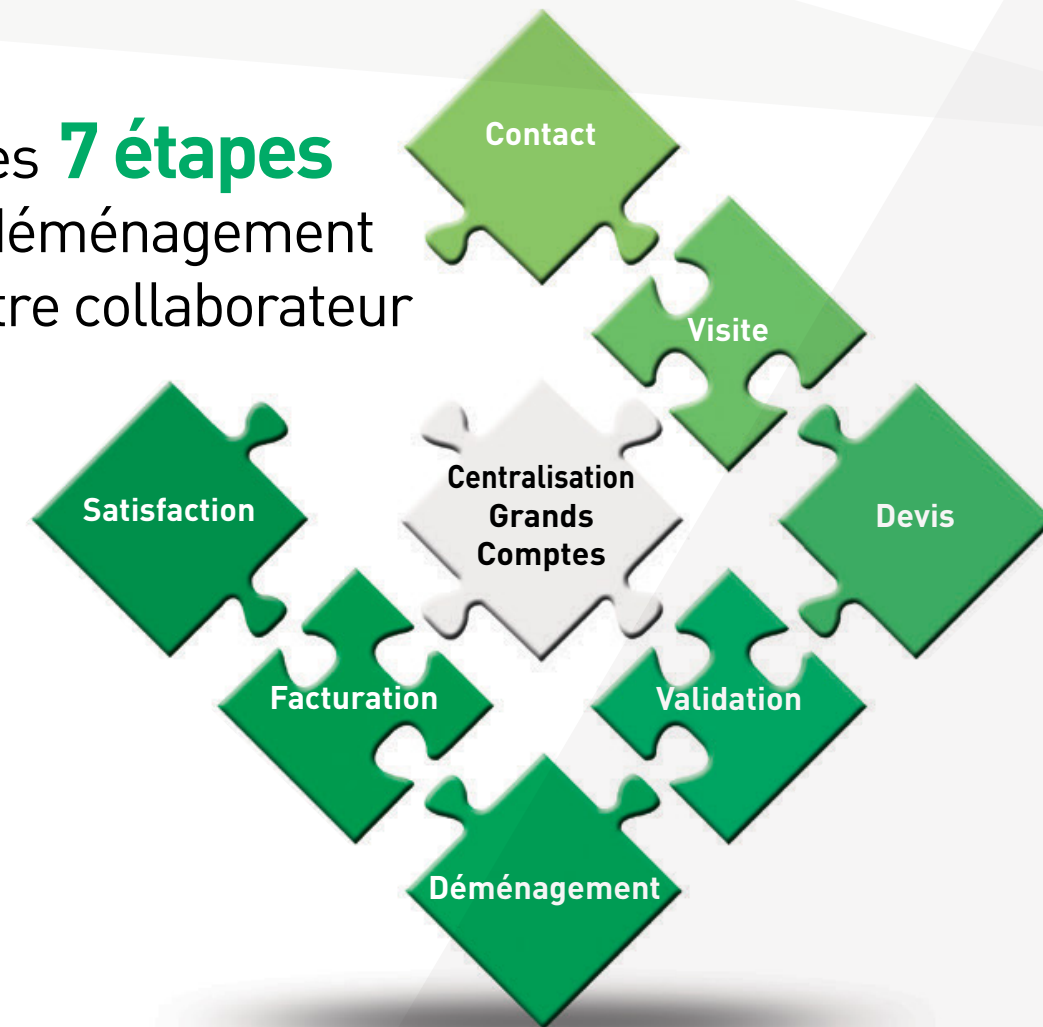 es 7 étapes
déménagement
tre collaborateur
Contact
Visite
Satisfaction
Centralisation
Grands
Comptes
Devis
Facturation
Validation
Déménagement